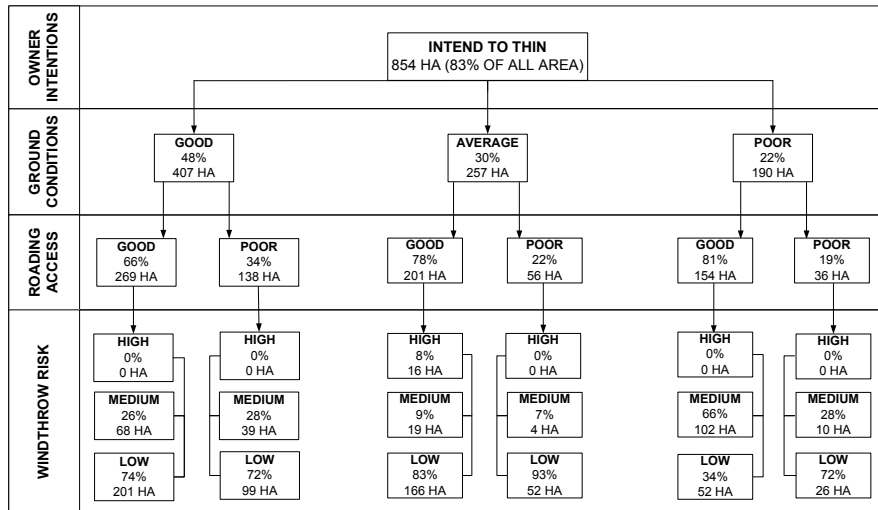 OWNER
INTENTIONS
INTEND TO THIN
854 HA (83% OF ALL AREA)
GROUND
CONDITIONS
GOOD
48%
407 HA
AVERAGE
30%
257 HA
POOR
22%
190 HA
ROADING
ACCESS
GOOD
66%
269 HA
POOR
34%
138 HA
GOOD
78%
201 HA
POOR
22%
56 HA
GOOD
81%
154 HA
POOR
19%
36 HA
WINDTHROW RISK
HIGH
0%
0 HA
HIGH
0%
0 HA
HIGH
8%
16 HA
HIGH
0%
0 HA
HIGH
0%
0 HA
HIGH
0%
0 HA
MEDIUM
26%
68 HA
MEDIUM
28%
39 HA
MEDIUM
9%
19 HA
MEDIUM
7%
4 HA
MEDIUM
66%
102 HA
MEDIUM
28%
10 HA
LOW
74%
201 HA
LOW
72%
99 HA
LOW
83%
166 HA
LOW
93%
52 HA
LOW
34%
52 HA
LOW
72%
26 HA